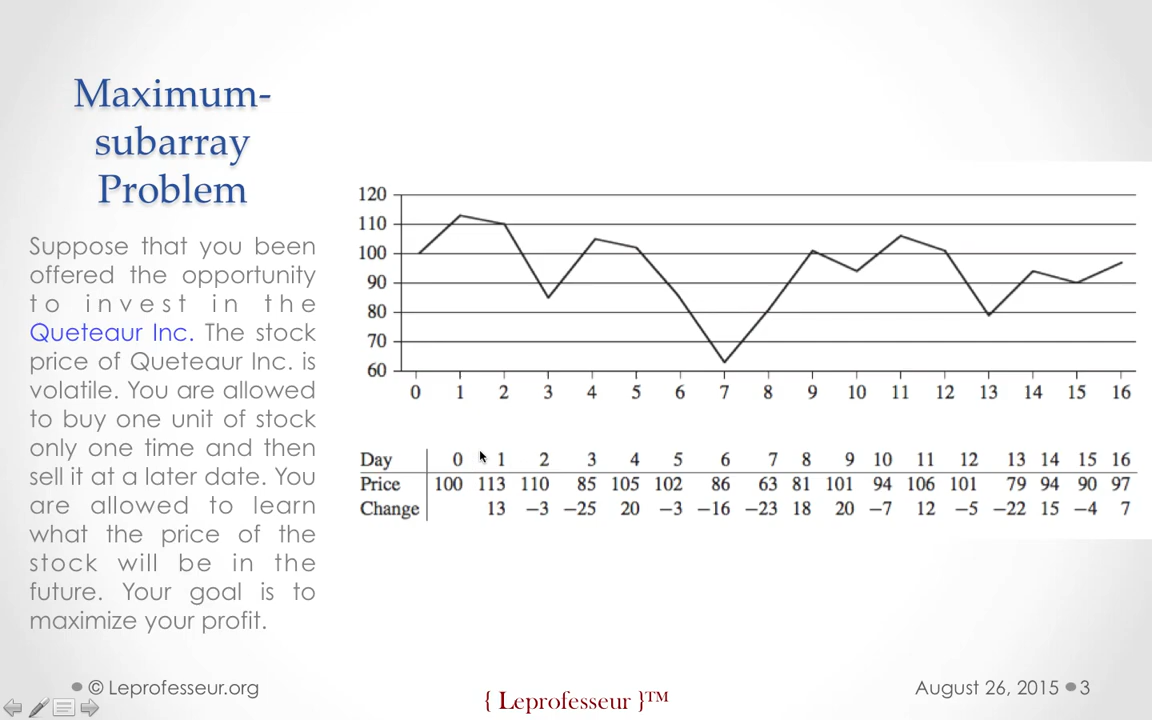 Maximum-
subarray
Problem
Suppose that you been
offered the opportunity
to invest in the
Queteaur Inc. The stock
price of Queteaur Inc. is
volatile. You are allowed
to buy one unit of stock
only one time and then
sell it at a later date. You
are allowed to learn
what the price of the
stock will be in the
future. Your goal is to
maximize your profit.
120
110
100
90
80
70
60
0 1 2 3 4 5 6 7 8 9 10 11 12 13 14 15 16
Day 0 1 2 3 4 5 6 7 8 9 10 11 12 13 14 15 16
Price 100 113 110 85 105 102 86 63 81 101 94 106 101 79 94 90 97
Change 13 −3 −25 20 −3 −16 −23 18 20 −7 12 −5 −22 15 −4 7
© Leprofesseur.org
{ Leprofesseur }™
August 26, 2015 3